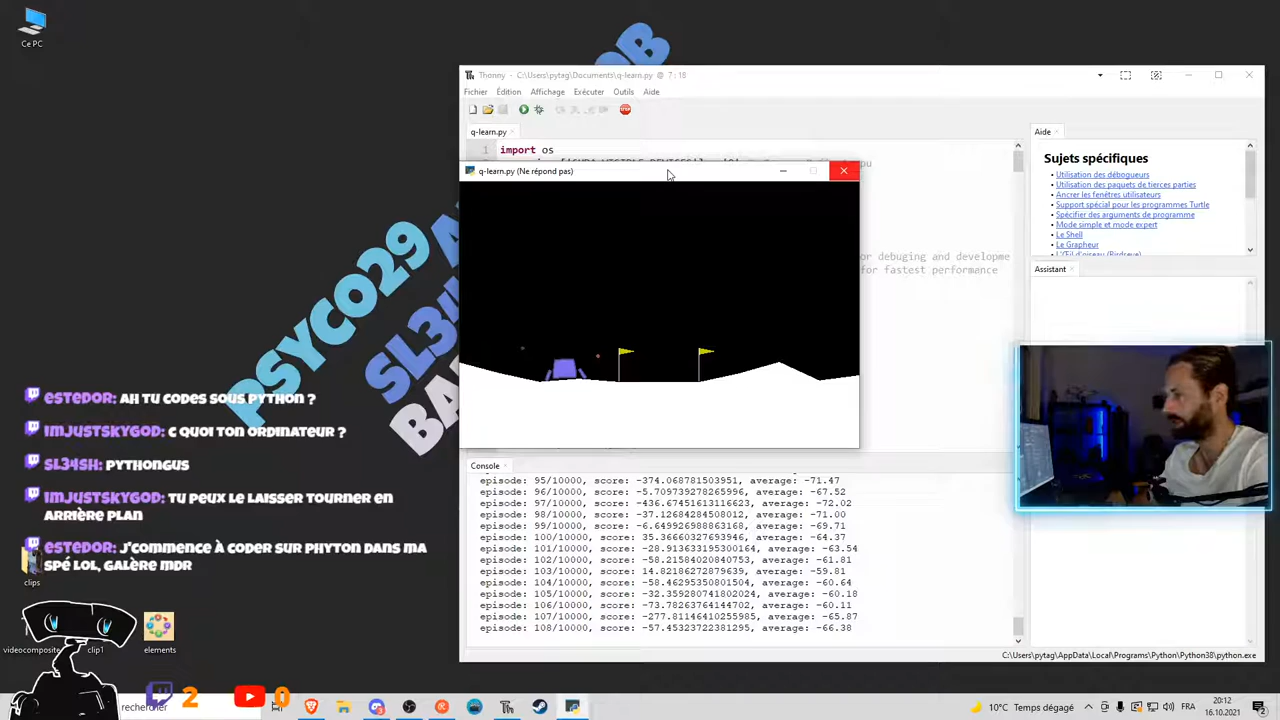 Ce PC
PSYCO29
SL34S
BA
Thonny - C:\Users\pytag\Documents\q-learn.py @ 7 : 18
Fichier Édition Affichage Exécuter Outils Aide
q-learn.py
1 import os
q-learn.py (Ne répond pas)
or debuging and developme
for fastest performance
Aide
Sujets spécifiques
• Utilisation des débogueurs
• Utilisation des paquets de tierces parties
• Ancrer les fenêtres utilisateurs
• Support spécial pour les programmes Turtle
• Spécifier des arguments de programme
• Mode simple et mode expert
• Le Shell
• Le Grapheur
• L'Œil d'oiseau (Birdseye)
Assistant
ESTEDOR: AH TU CODES SOUS PYTHON ?
IMJUSTSKYGOD: C QUOI TON ORDINATEUR ?
SL34SH: PYTHONGUS
IMJUSTSKYGOD: TU PEUX LE LAISSER TOURNER EN
ARRIÈRE PLAN
ESTEDOR: J'COMMENCE À CODER SUR PHYTON DANS MA
SPÉ LOL, GALÈRE MDR
clips
videocomposite
clip1
elements
Console
episode: 95/10000, score: -374.068781503951, average: -71.47
episode: 96/10000, score: -5.709739278265996, average: -67.52
episode: 97/10000, score: -436.67451611 6623, average: -72.02
episode: 98/10000, score: -37.12684284508012, average: -71.00
episode: 99/10000, score: -6.649926988863168, average: -69.71
episode: 100/10000, score: 35.36660327693946, average: -64.37
episode: 101/10000, score: -28.913633195300164, average: -63.54
episode: 102/10000, score: -58.21584020840753, average: -61.81
episode: 103/10000, score: 14.82186272879639, average: -59.81
episode: 104/10000, score: -58.46295350801504, average: -60.64
episode: 105/10000, score: -32.359280741802024, average: -60.18
episode: 106/10000, score: -73.78263764144702, average: -60.11
episode: 107/10000, score: -277.81146410255985, average: -65.87
episode: 108/10000, score: -57.45323722381295, average: -66.38
C:\Users\pytag\AppData\Local\Programs\Python\Python38\python.exe
2
0
rechercher
10°C Temps dégagé
FRA
20:12
16.10.2021
2